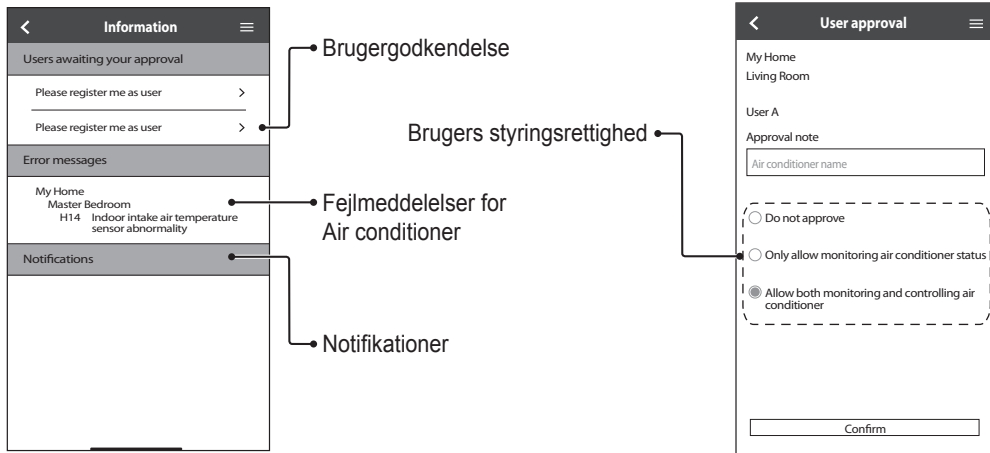 Information
Users awaiting your approval
Please register me as user
Please register me as user
Error messages
My Home
Master Bedroom
H14 Indoor intake air temperature
sensor abnormality
Notifications
Brugergodkendelse
Brugers styringsrettighed
Fejlmeddelelser for
Air conditioner
Notifikationer
User approval
My Home
Living Room
User A
Approval note
Air conditioner name
Do not approve
Only allow monitoring air conditioner status
Allow both monitoring and controlling air
conditioner
Confirm